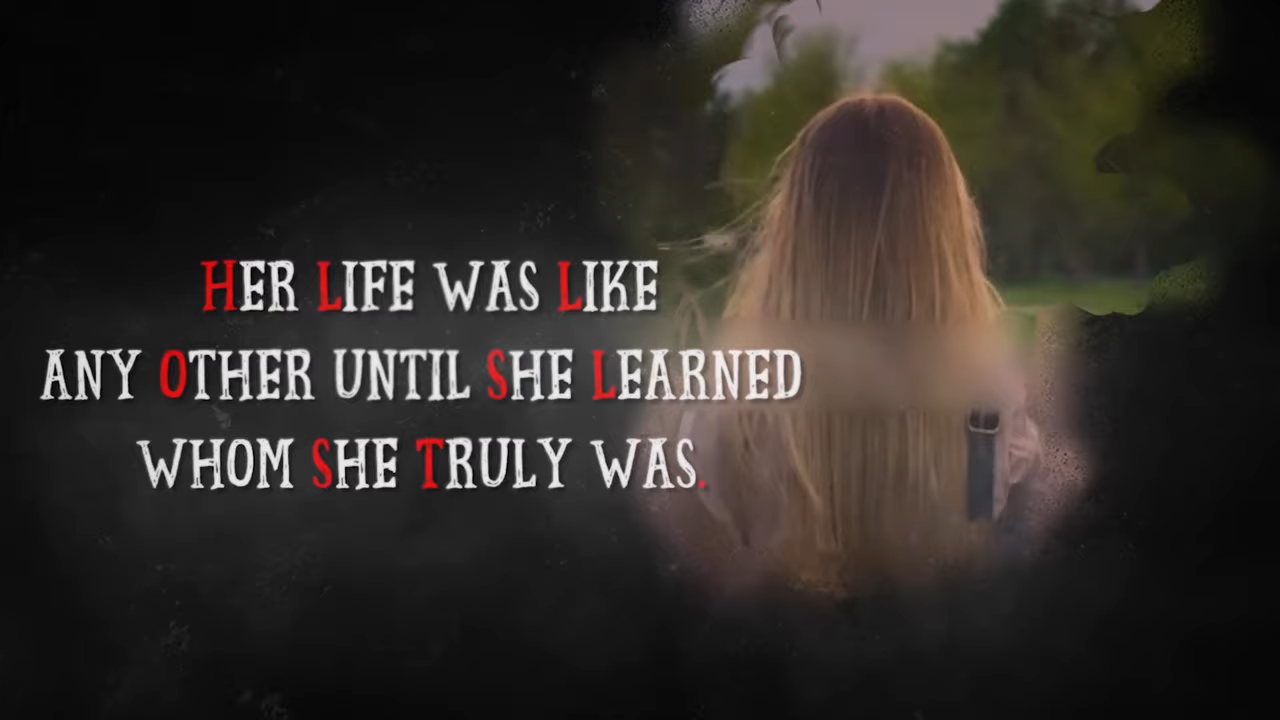 HER LIFE WAS LIKE
ANY OTHER UNTIL SHE LEARNED
WHOM SHE TRULY WAS.